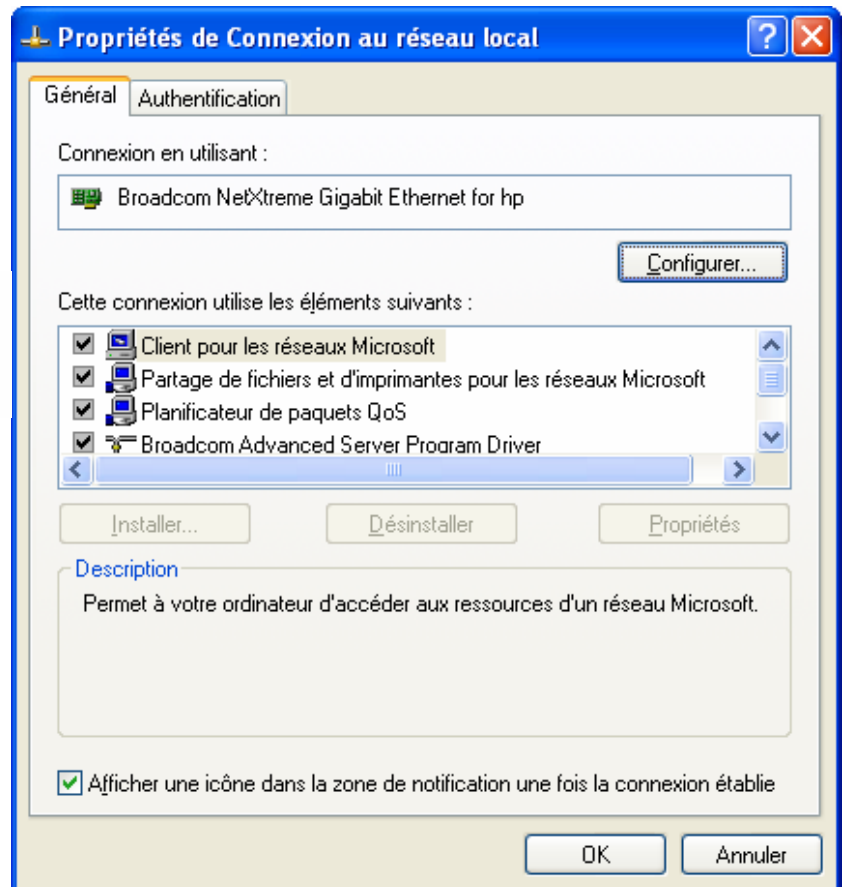 Propriétés de Connexion au réseau local
Général
Authentification
Connexion en utilisant :
Broadcom NetXtreme Gigabit Ethernet for hp
Configurer...
Cette connexion utilise les éléments suivants :
Client pour les réseaux Microsoft
Partage de fichiers et d'imprimantes pour les réseaux Microsoft
Planificateur de paquets QoS
Broadcom Advanced Server Program Driver
Installer...
Désinstaller
Propriétés
Description
Permet à votre ordinateur d'accéder aux ressources d'un réseau Microsoft.
Afficher une icône dans la zone de notification une fois la connexion établie
OK
Annuler